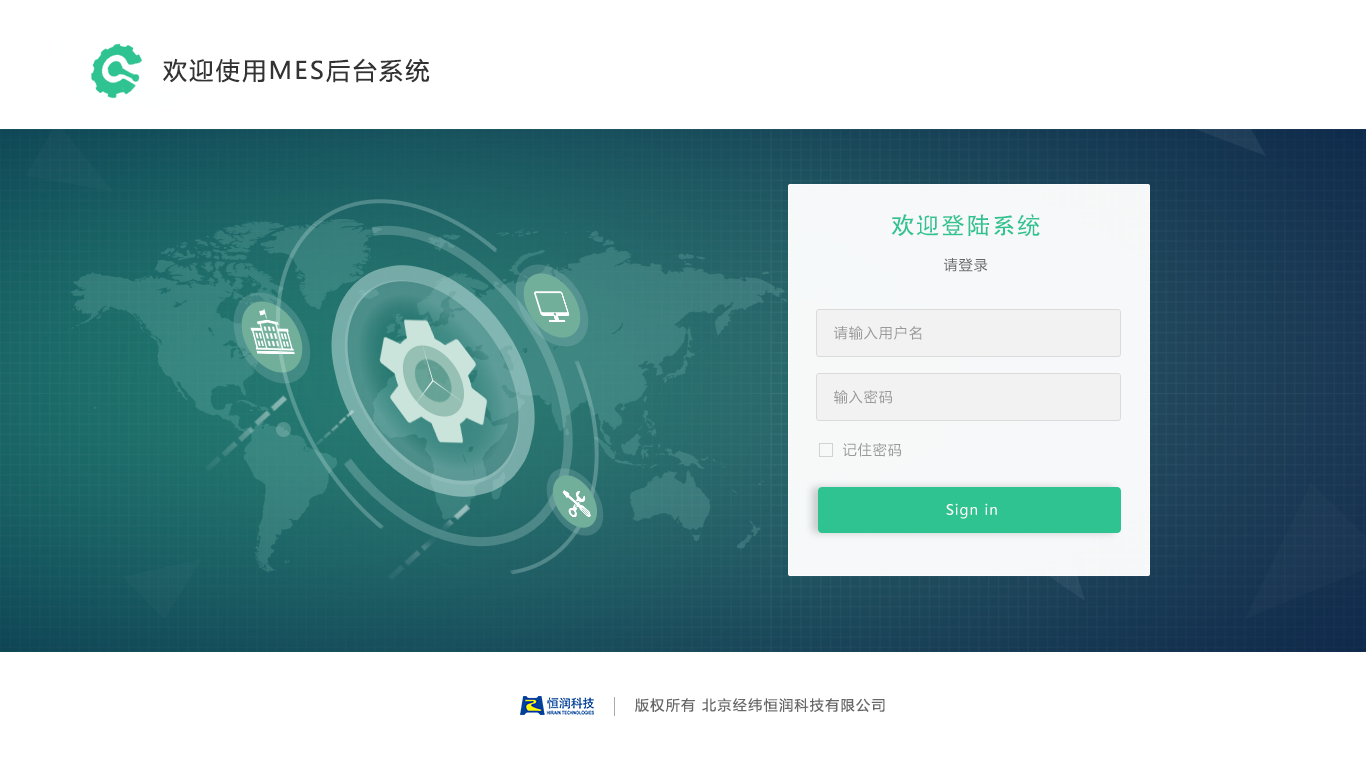 欢迎使用MES后台系统
欢迎登陆系统
请登录
请输入用户名
输入密码
记住密码
Sign in
恒润科技
HIRAIN TECHNOLOGIES
版权所有 北京经纬恒润科技有限公司